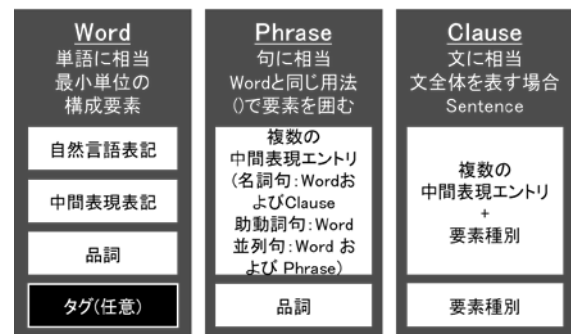 Word
単語に相当
最小単位の
構成要素
自然言語表記
中間表現表記
品詞
タグ(任意)
Phrase
句に相当
Wordと同じ用法
()で要素を囲む
複数の
中間表現エントリ
(名詞句:Wordお
よびClause
助動詞句:Word
並列句:Word お
よび Phrase)
品詞
Clause
文に相当
文全体を表す場合
Sentence
複数の
中間表現エントリ
+
要素種別
要素種別